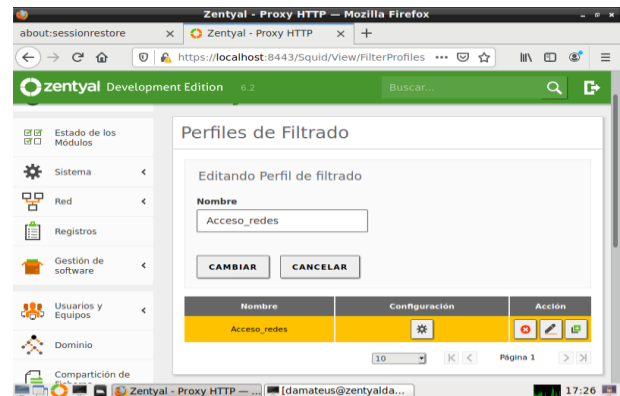 Zentyal - Proxy HTTP — Mozilla Firefox
about:sessionrestore
Zentyal - Proxy HTTP
https://localhost:8443/Squid/View/FilterProfiles
zentyal Development Edition 6.2
Buscar...
Estado de los
Módulos
Sistema
Red
Registros
Gestión de
software
Usuarios y
Equipos
Dominio
Compartición de
Perfiles de Filtrado
Editando Perfil de filtrado
Nombre
Acceso_redes
CAMBIAR CANCELAR
Nombre Configuración Acción
Acceso_redes
10 Página 1
Zentyal - Proxy HTTP — ... [damateus@zentyalda... 17:26